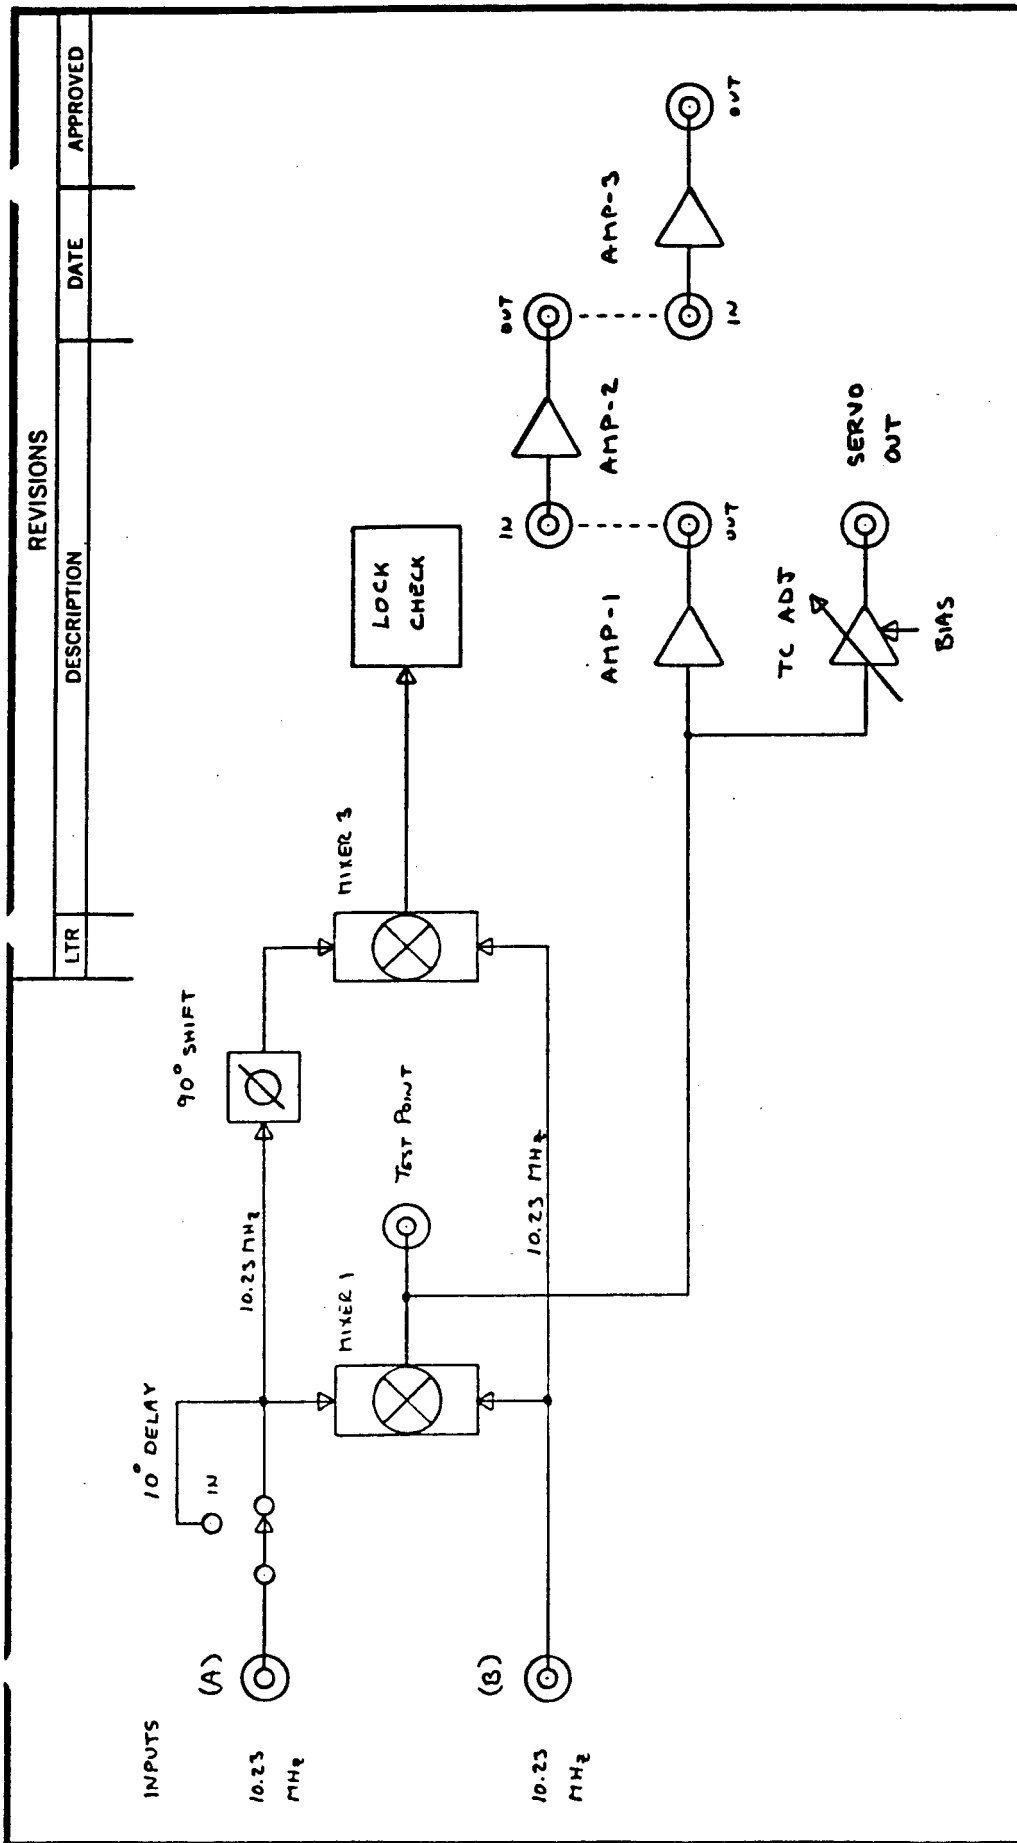 REVISIONS
LTR DESCRIPTION DATE APPROVED
INPUTS
10.23
MHz
(A)
10° DELAY
IN
10.23 MHz
90° SHIFT
MIXER 1
TEST POINT
MIXER 3
LOCK
CHECK
10.23
MHz
(B)
10.23 MHz
IN
AMP-2
OUT
AMP-1
OUT
AMP-3
IN
OUT
TC ADJ
BIAS
SERVO
OUT